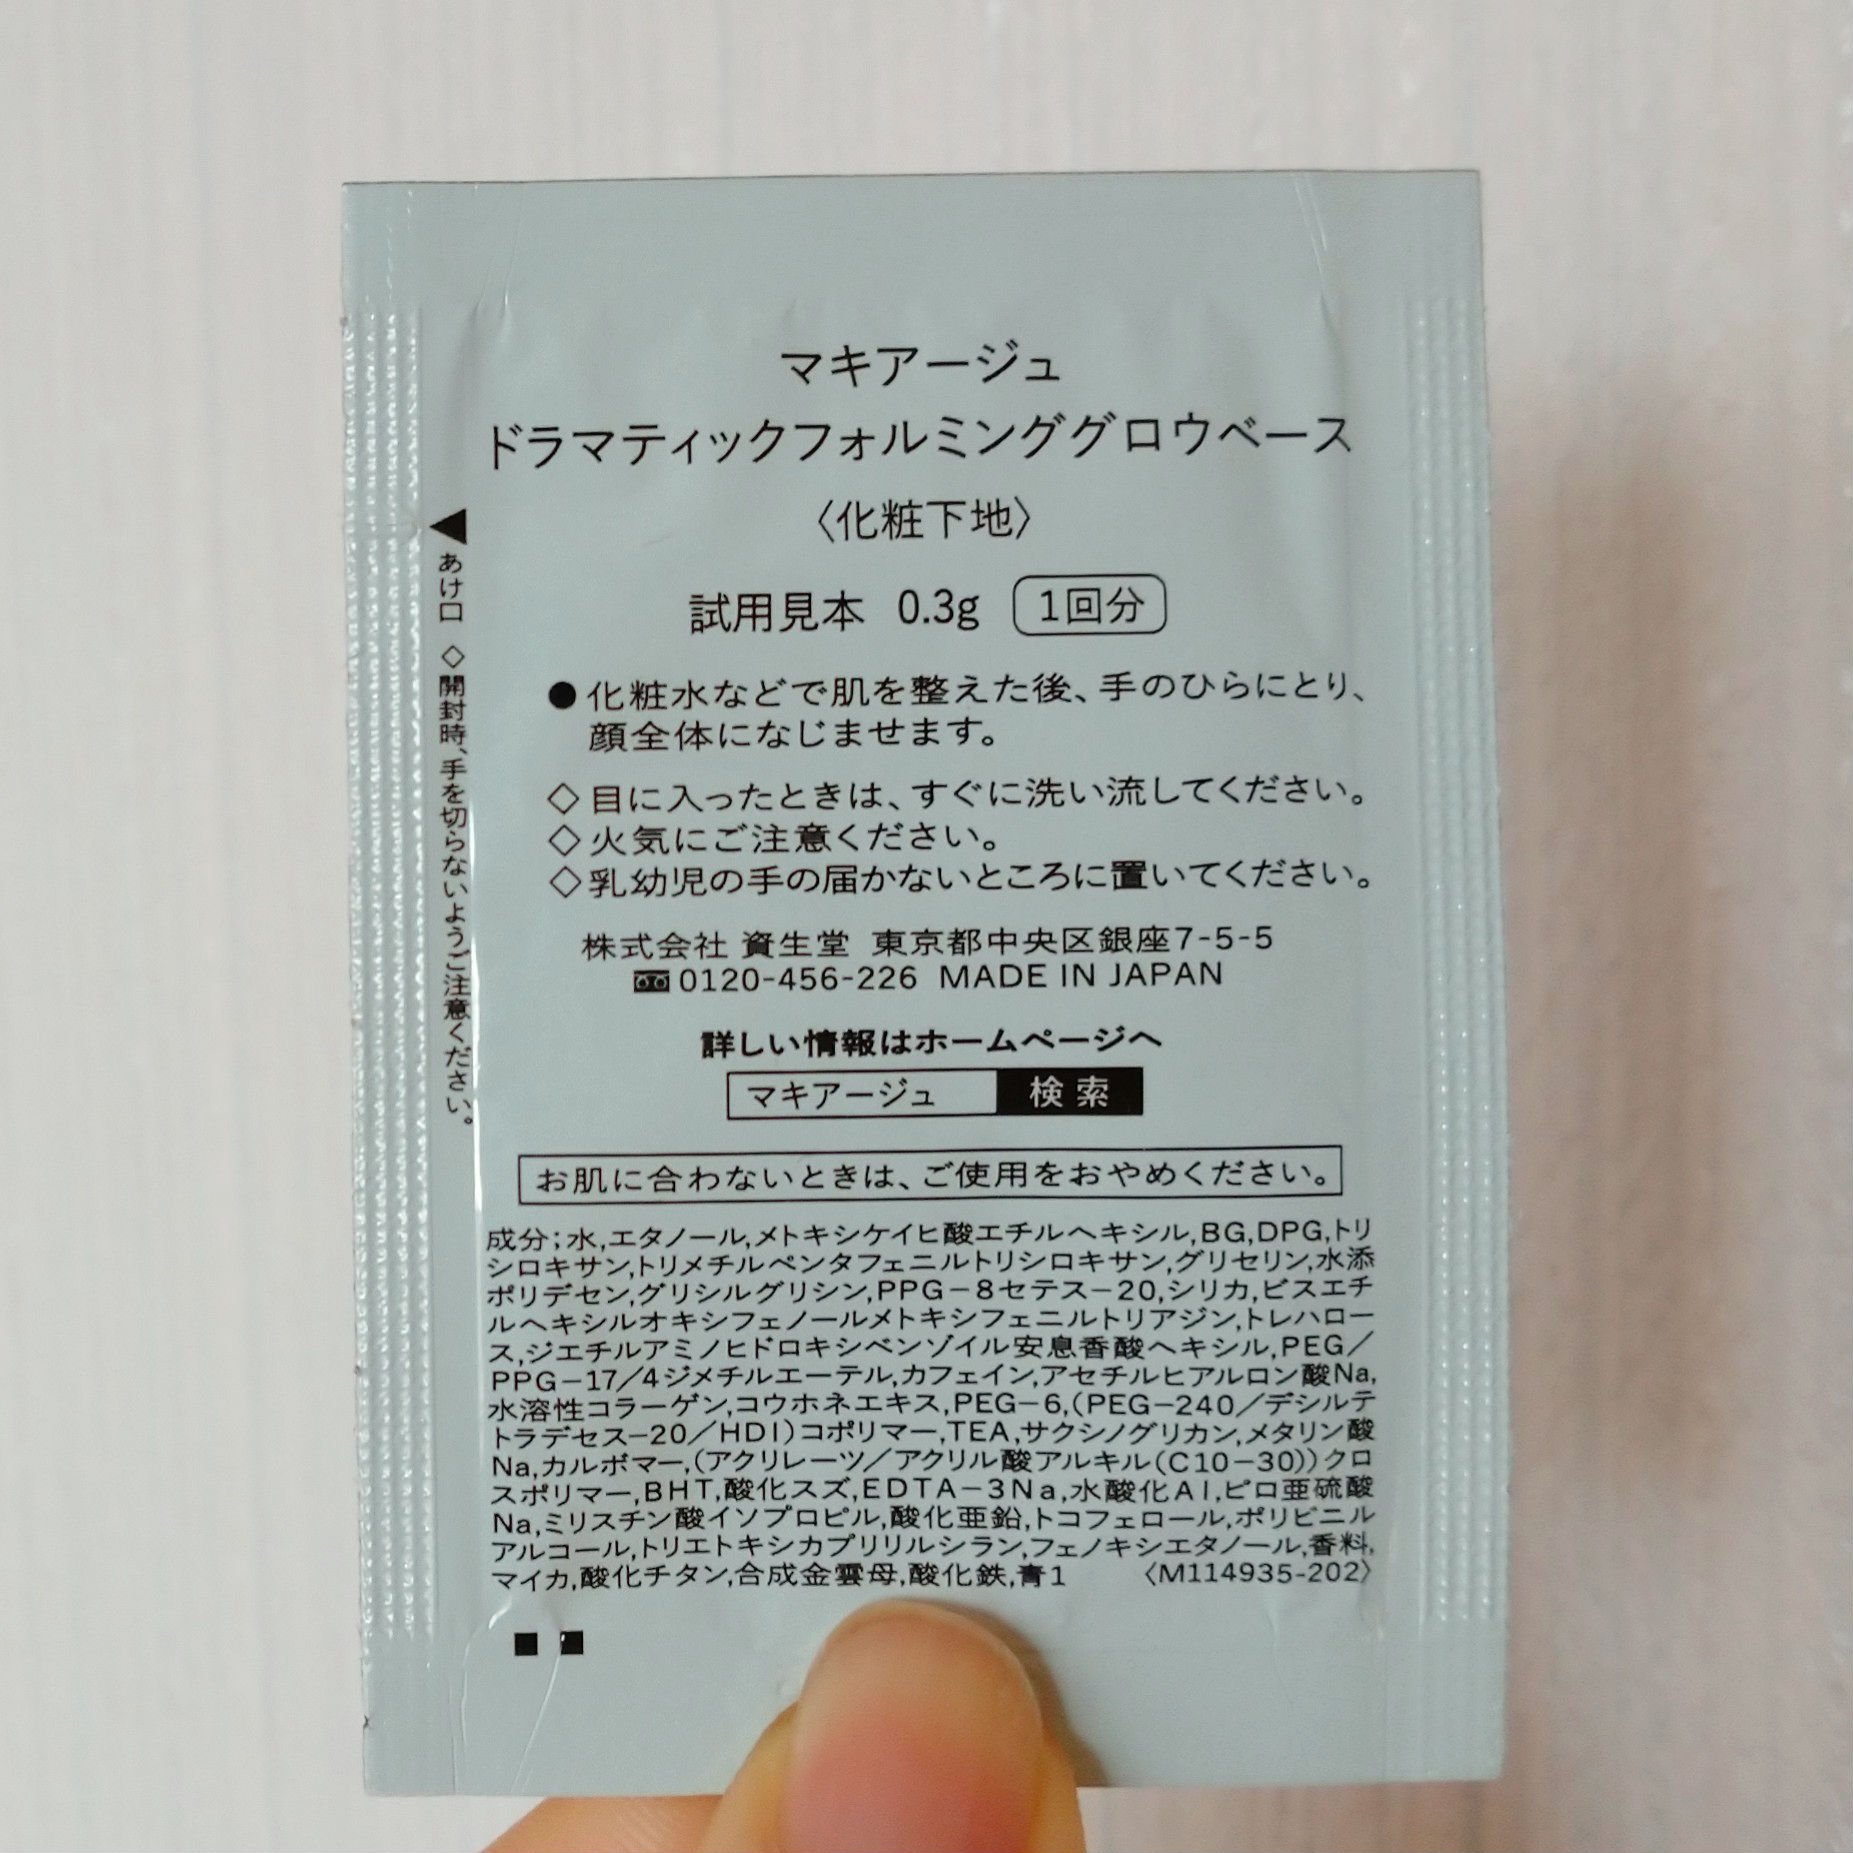 マキアージュ
ドラマティックフォルミンググロウベース
〈化粧下地〉
試用見本 0.3g 1回分
●化粧水などで肌を整えた後、手のひらにとり、
顔全体になじませます。
◇目に入ったときは、すぐに洗い流してください。
◇火気にご注意ください。
◇乳幼児の手の届かないところに置いてください。
株式会社 資生堂 東京都中央区銀座7-5-5
0120-456-226 MADE IN JAPAN
詳しい情報はホームページへ
マキアージュ 検索
お肌に合わないときは、ご使用をおやめください。
成分;水,エタノール,メトキシケイヒ酸エチルヘキシル,BG,DPG,トリ
シロキサン,トリメチルペンタフェニルトリシロキサン,グリセリン,水添
ポリデセン,グリシルグリシン,PPG−8セテス−20,シリカ,ビスエチ
ルヘキシルオキシフェノールメトキシフェニルトリアジン,トレハロー
ス,ジエチルアミノヒドロキシベンゾイル安息香酸ヘキシル,PEG/
PPG−17/4ジメチルエーテル,カフェイン,アセチルヒアルロン酸Na,
水溶性コラーゲン,コウホネエキス,PEG−6,(PEG−240/デシルテ
トラデセス−20/HDI)コポリマー,TEA,サクシノグリカン,メタリン酸
Na,カルボマー,(アクリレーツ/アクリル酸アルキル(C10−30))クロ
スポリマー,BHT,酸化スズ,EDTA−3Na,水酸化Al,ピロ亜硫酸
Na,ミリスチン酸イソプロピル,酸化亜鉛,トコフェロール,ポリビニル
アルコール,トリエトキシカプリリルシラン,フェノキシエタノール,香料,
マイカ,酸化チタン,合成金雲母,酸化鉄,青1 〈M114935-202〉
◀あけ口 ◇開封時、手を切らないようご注意ください。